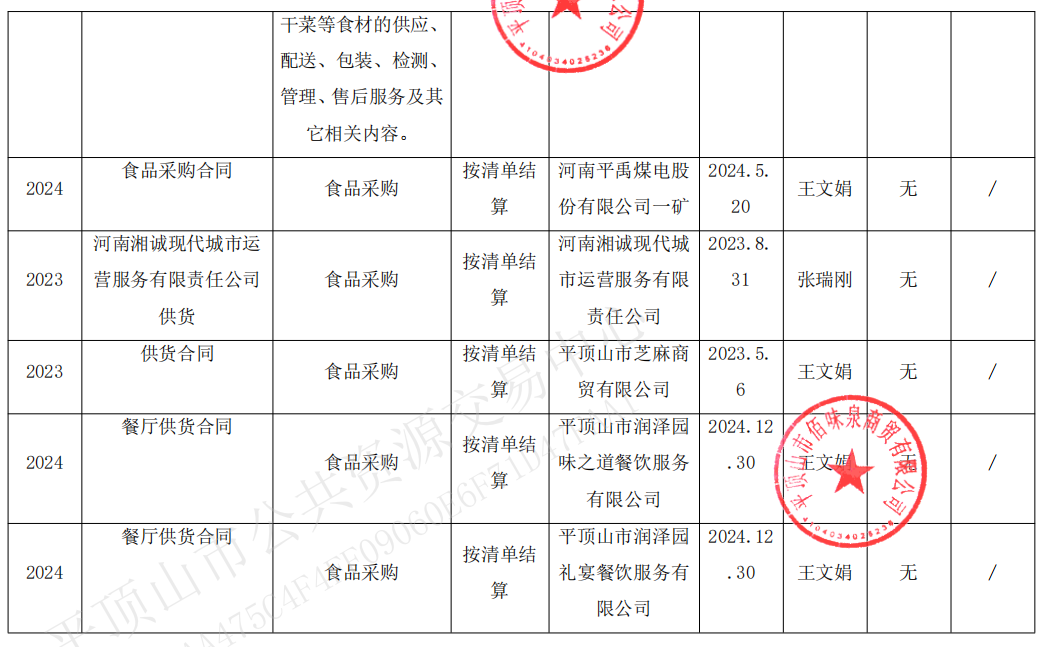 干菜等食材的供应、
配送、包装、检测、
管理、售后服务及其
它相关内容。
2024
食品采购合同
食品采购
按清单结
算
河南平禹煤电股
份有限公司一矿
2024.5.
20
王文娟
无
/
2023
河南湘诚现代城市运
营服务有限责任公司
供货
食品采购
按清单结
算
河南湘诚现代城
市运营服务有限
责任公司
2023.8.
31
张瑞刚
无
/
2023
供货合同
食品采购
按清单结
算
平顶山市芝麻商
贸有限公司
2023.5.
6
王文娟
无
/
2024
餐厅供货合同
食品采购
按清单结
算
平顶山市润泽园
味之道餐饮服务
有限公司
2024.12
.30
王文娟
无
/
2024
餐厅供货合同
食品采购
按清单结
算
平顶山市润泽园
礼宴餐饮服务有
限公司
2024.12
.30
王文娟
无
/
平顶山市佰味泉商贸有限公司
4104034028236
平顶山市公共资源交易中心